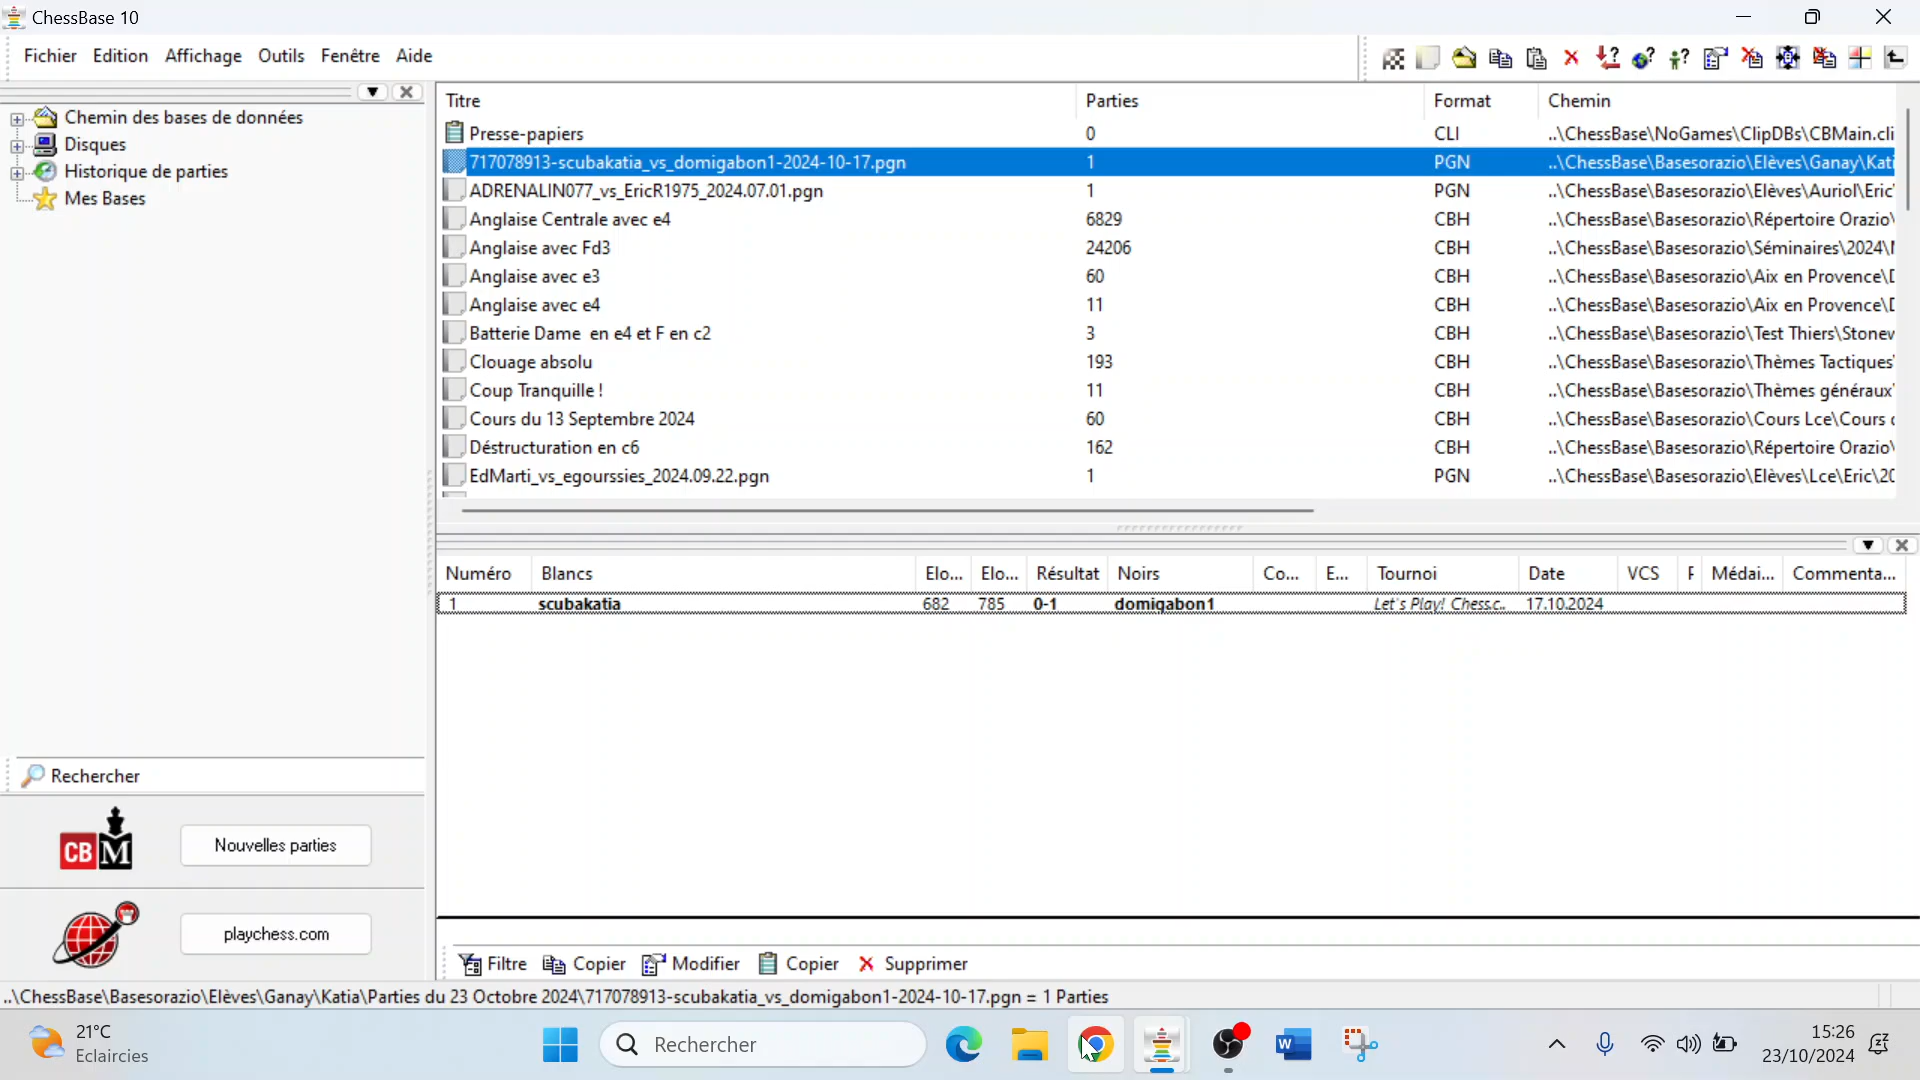 ChessBase 10
Fichier Edition Affichage Outils Fenêtre Aide
Chemin des bases de données
Disques
Historique de parties
Mes Bases
Titre Parties Format Chemin
Presse-papiers 0 CLI ..\ChessBase\NoGames\ClipDBs\CBMain.cli
717078913-scubakatia_vs_domigabon1-2024-10-17.pgn 1 PGN ..\ChessBase\Basesorazio\Elèves\Ganay\Kati
ADRENALIN077_vs_EricR1975_2024.07.01.pgn 1 PGN ..\ChessBase\Basesorazio\Elèves\Auriol\Eric
Anglaise Centrale avec e4 6829 CBH ..\ChessBase\Basesorazio\Répertoire Orazio\
Anglaise avec Fd3 24206 CBH ..\ChessBase\Basesorazio\Séminaires\2024\
Anglaise avec e3 60 CBH ..\ChessBase\Basesorazio\Aix en Provence\
Anglaise avec e4 11 CBH ..\ChessBase\Basesorazio\Aix en Provence\
Batterie Dame en e4 et F en c2 3 CBH ..\ChessBase\Basesorazio\Test Thiers\Stone
Clouage absolu 193 CBH ..\ChessBase\Basesorazio\Thèmes Tactiques
Coup Tranquille ! 11 CBH ..\ChessBase\Basesorazio\Thèmes généraux
Cours du 13 Septembre 2024 60 CBH ..\ChessBase\Basesorazio\Cours Lce\Cours
Déstructuration en c6 162 CBH ..\ChessBase\Basesorazio\Répertoire Orazio\
EdMarti_vs_egourssies_2024.09.22.pgn 1 PGN ..\ChessBase\Basesorazio\Elèves\Lce\Eric\20
Numéro Blancs Elo... Elo... Résultat Noirs Co... E... Tournoi Date VCS Médai... Commenta...
1 scubakatia 682 785 0-1 domigabon1 Let's Play! Chess.c.. 17.10.2024
Rechercher
CB M Nouvelles parties
playchess.com
Filtre Copier Modifier Copier Supprimer
..\ChessBase\Basesorazio\Elèves\Ganay\Katia\Parties du 23 Octobre 2024\717078913-scubakatia_vs_domigabon1-2024-10-17.pgn = 1 Parties
21°C
Eclaircies
Rechercher
W
15:26
23/10/2024